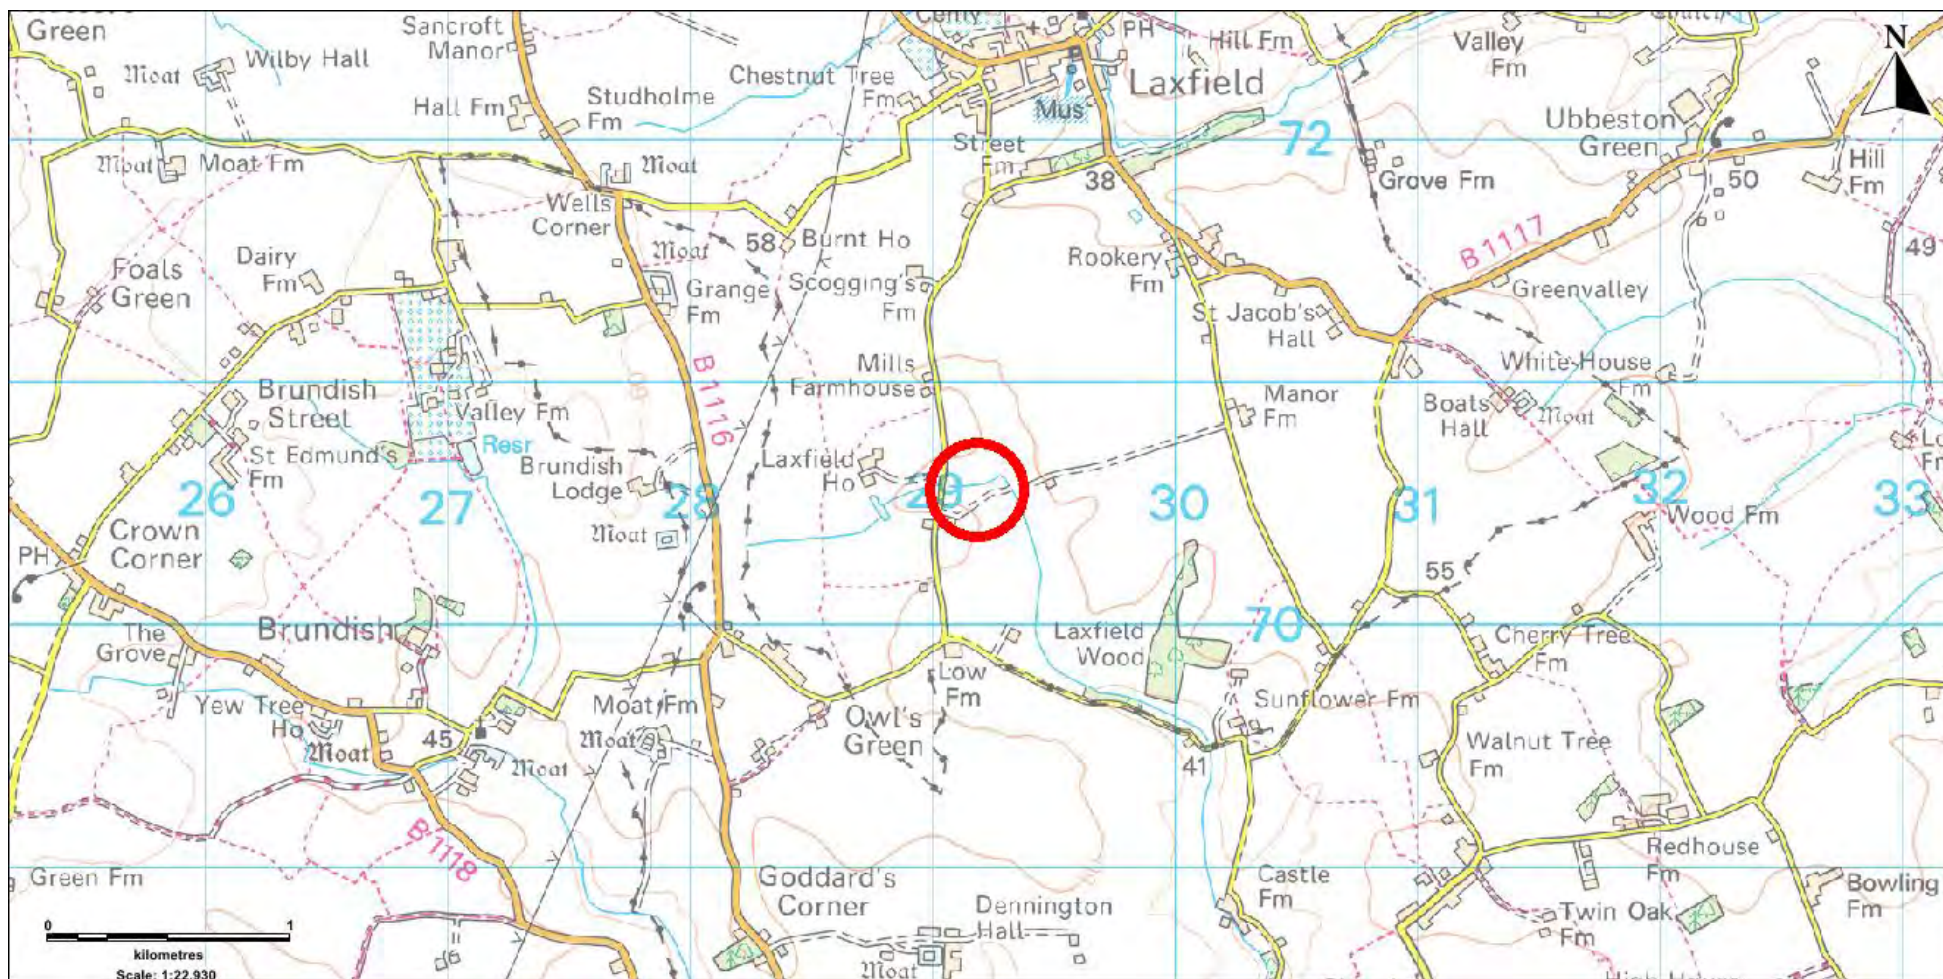 Green
Sancroft
Manor
Cemy
PH
Hill Fm
Valley
Fm
N
Moat
Wilby Hall
Chestnut Tree
Fm
Laxfield
Hall Fm
Studholme
Fm
Mus
Ubbeston
Green
72
Moat
Moat Fm
Moat
Street
Fm
38
Grove Fm
50
Hill
Fm
Wells
Corner
58
Burnt Ho
Moat
B 1117
49
Foals
Green
Dairy
Fm
Grange
Fm
Scogging's
Fm
Rookery
Fm
Greenvalley
St Jacob's
Hall
B 1116
Mills
Farmhouse
White House
Fm
Brundish
Street
Valley Fm
Manor
Fm
Boats
Hall
Moat
St Edmund's
Fm
Resr
Brundish
Lodge
Laxfield
Ho
26
27
28
29
30
31
32
33
Wood Fm
Crown
Corner
PH
Moat
55
70
The
Grove
Brundish
Laxfield
Wood
Cherry Tree
Fm
Low
Fm
Yew Tree
Ho
Moat
45
Moat
Moat Fm
Moat
Owl's
Green
Sunflower Fm
41
Walnut Tree
Fm
B 1118
Redhouse
Fm
Green Fm
Goddard's
Corner
Castle
Fm
Bowling
Fm
Dennington
Hall
Moat
Twin Oak
Fm
0 1
kilometres
Scale: 1:22,930